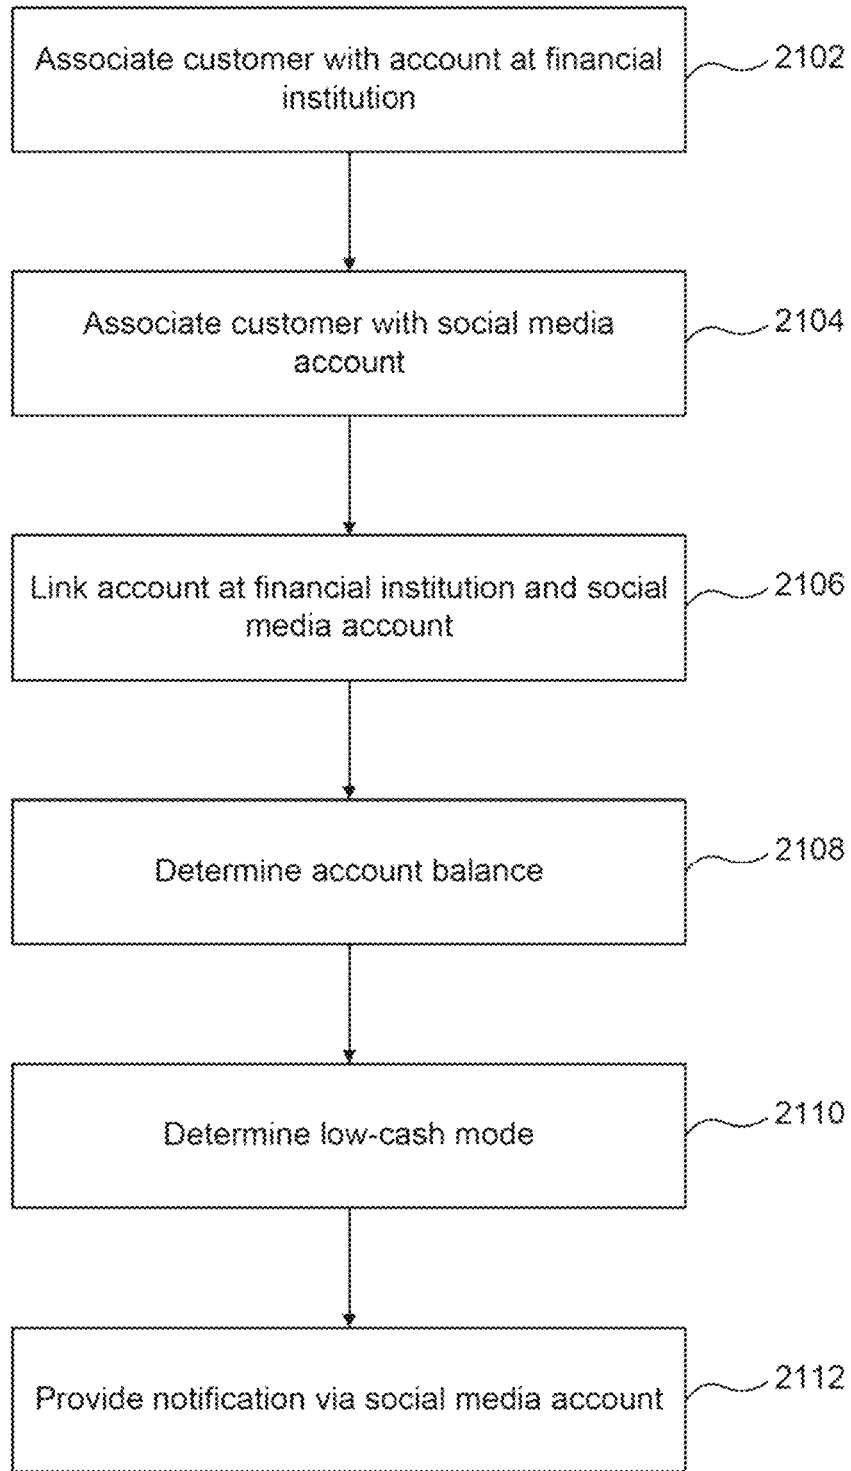 Associate customer with account at financial
institution
2102
Associate customer with social media
account
2104
Link account at financial institution and social
media account
2106
Determine account balance
2108
Determine low-cash mode
2110
Provide notification via social media account
2112